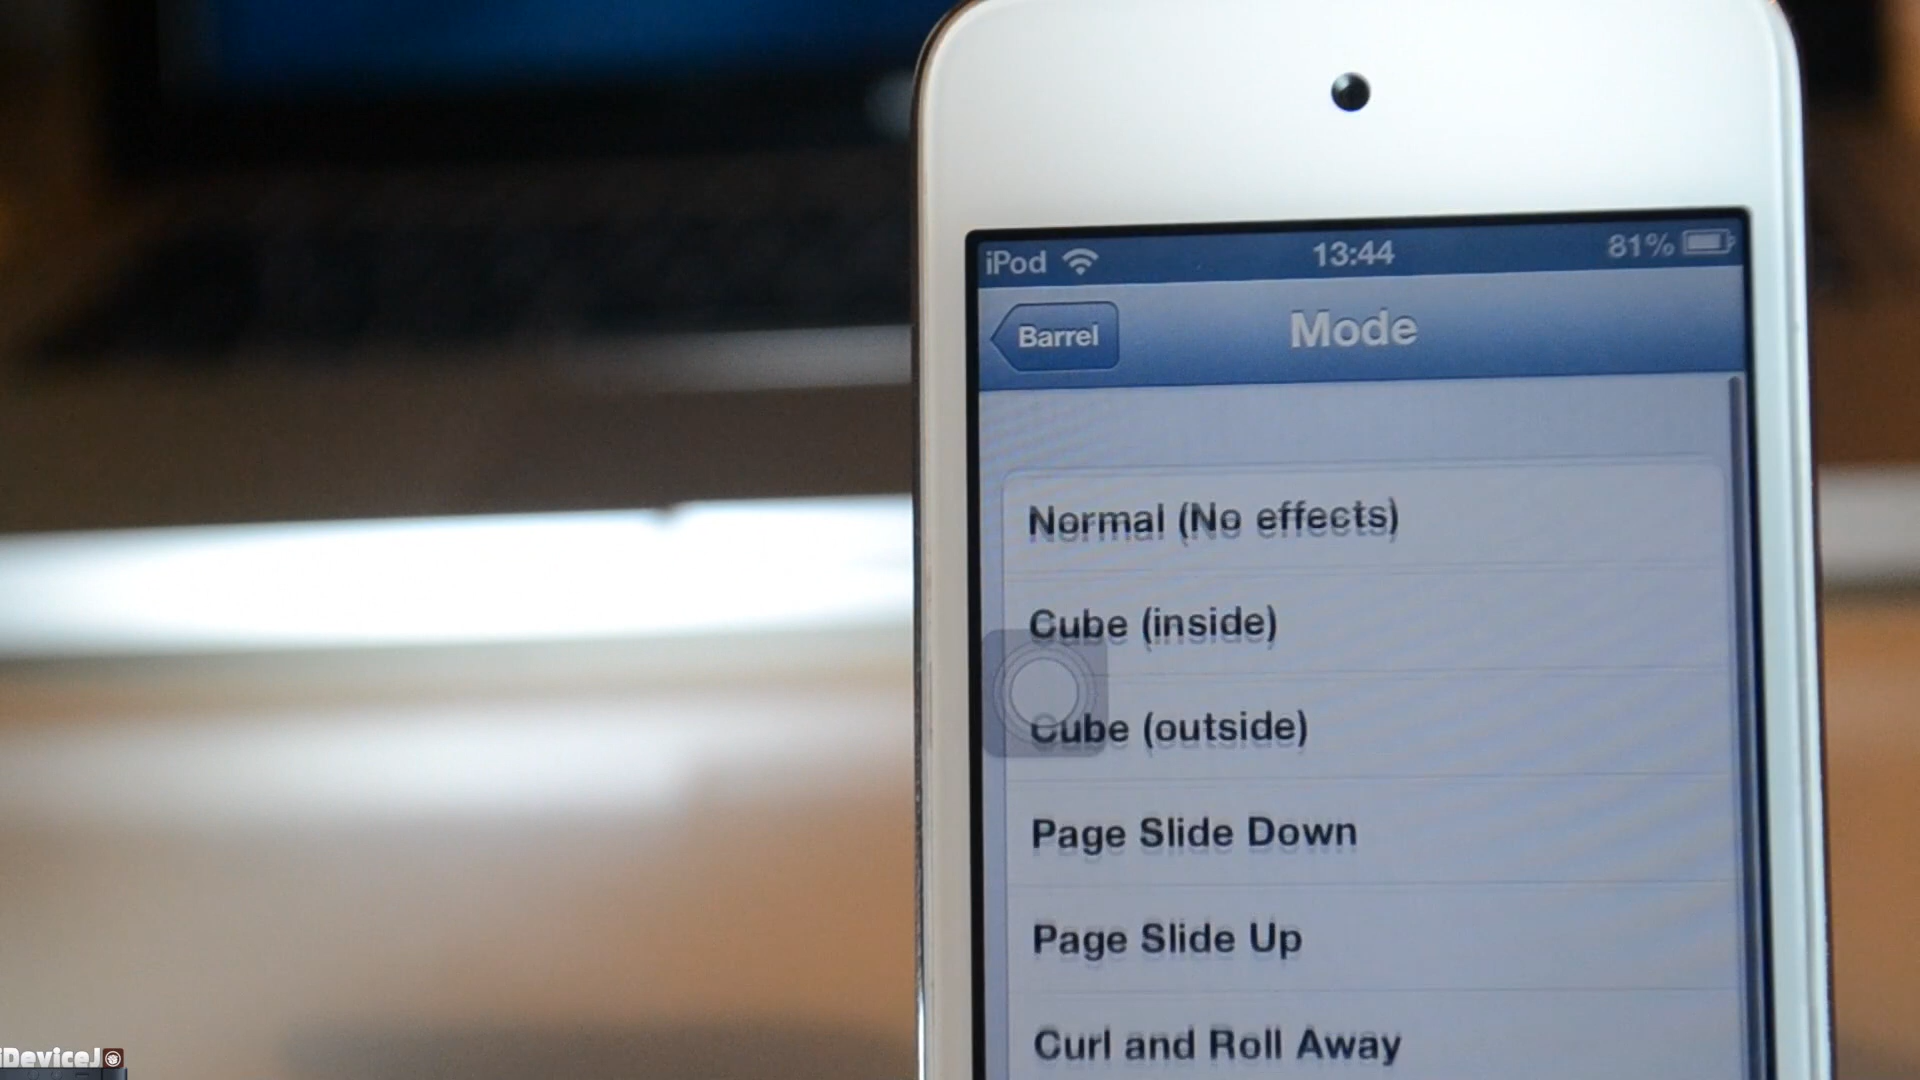 iPod 13:44 81%
Barrel Mode
Normal (No effects)
Cube (inside)
Cube (outside)
Page Slide Down
Page Slide Up
Curl and Roll Away
iDeviceJ